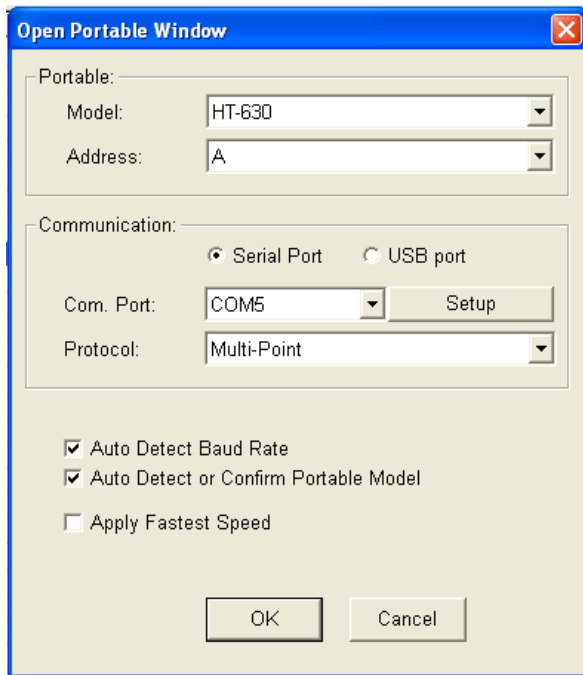 Open Portable Window
Portable:
Model: HT-630
Address: A
Communication:
Serial Port USB port
Com. Port: COM5 Setup
Protocol: Multi-Point
Auto Detect Baud Rate
Auto Detect or Confirm Portable Model
Apply Fastest Speed
OK Cancel